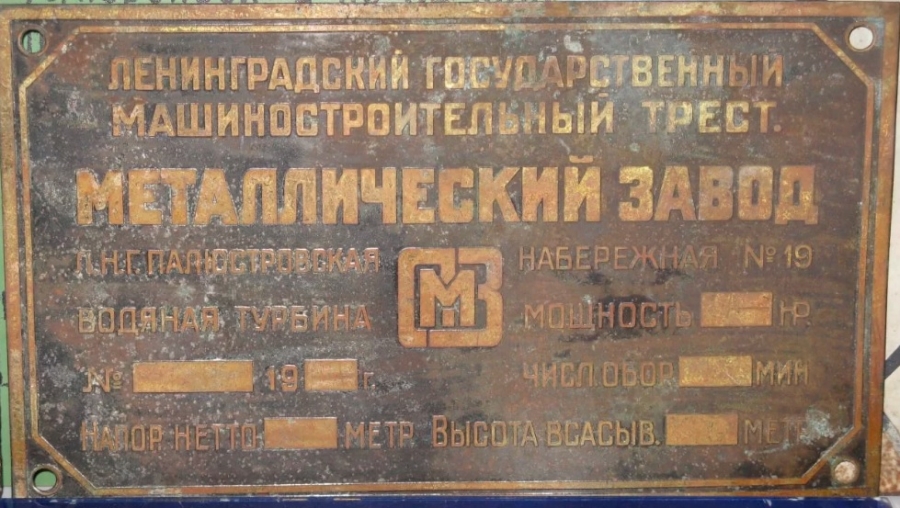 ЛЕНИНГРАДСКИЙ ГОСУДАРСТВЕННЫЙ
МАШИНОСТРОИТЕЛЬНЫЙ ТРЕСТ.
МЕТАЛЛИЧЕСКИЙ ЗАВОД
Л.Н.Г. ПАЛЮСТРОВСКАЯ НАБЕРЕЖНАЯ №19
МЗ
ВОДЯНАЯ ТУРБИНА МОЩНОСТЬ HP.
№ 19 г. ЧИСЛ.ОБОР. МИН
НАПОР НЕТТО МЕТР ВЫСОТА ВСАСЫВ. МЕТР